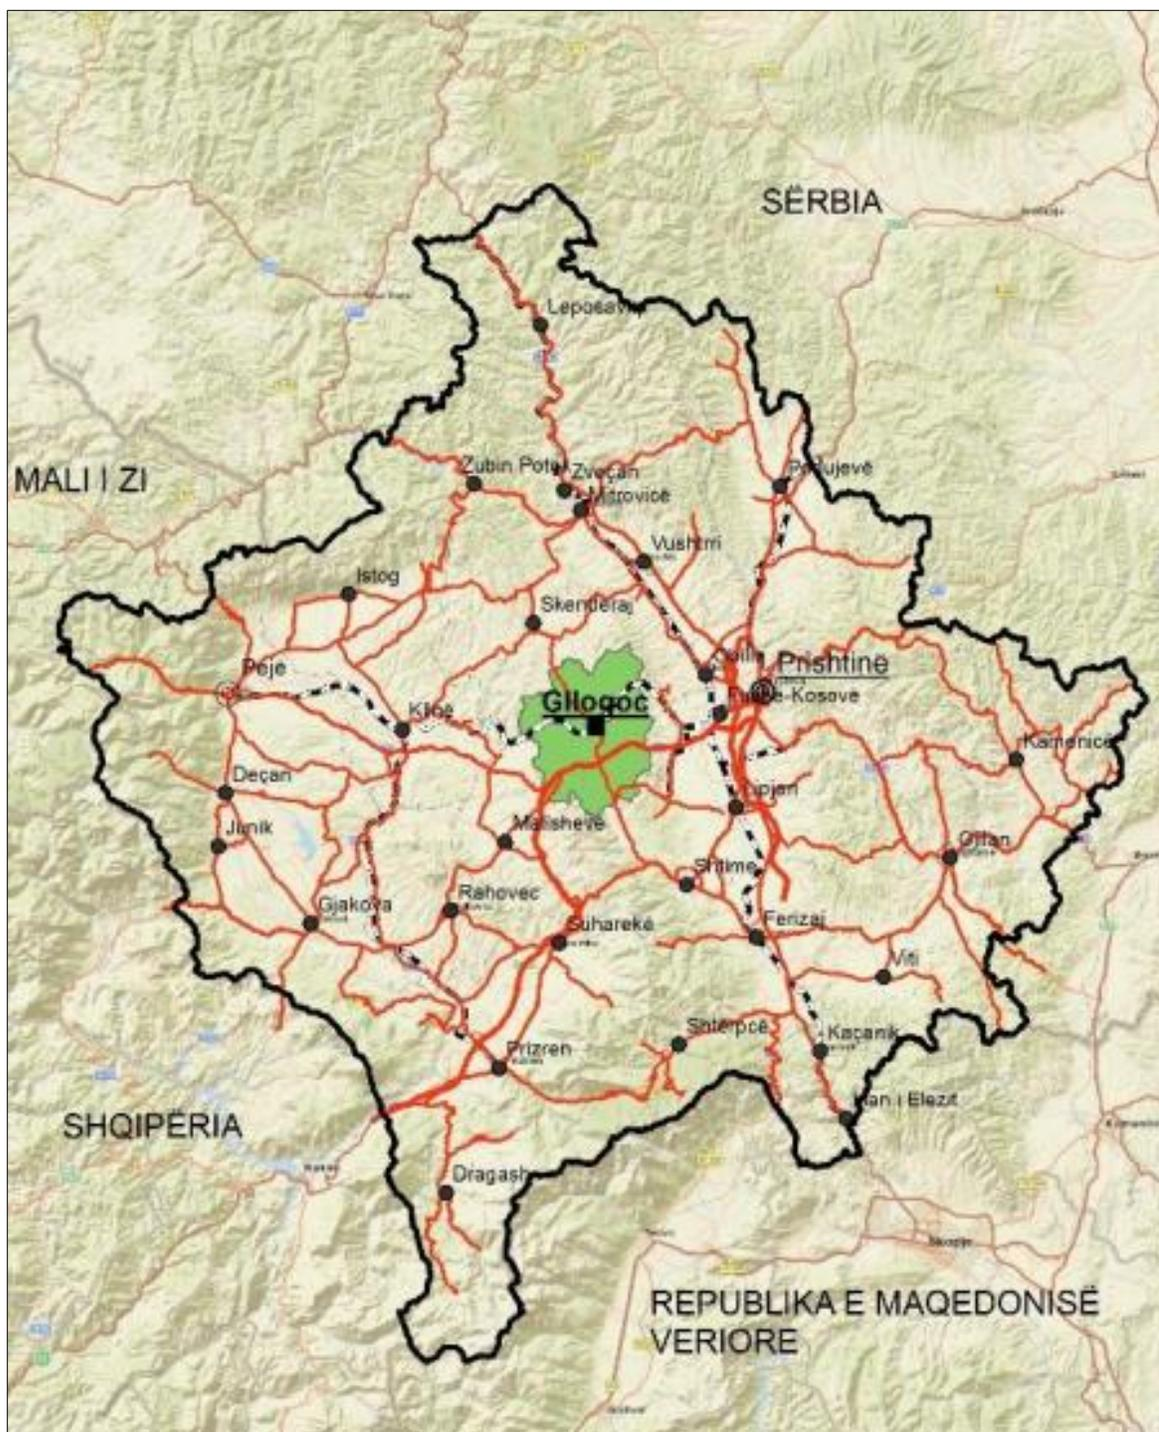 SËRBIA
Leposaviq
MALI I ZI
Zubin Potok
Zveçan
Mitrovicë
Podujevë
Vushtrri
Istog
Skenderaj
Pejë
Obiliq
Prishtinë
Gllogoc
Klinë
Fushë-Kosovë
Kamenicë
Deçan
Lipjan
Junik
Malishevë
Gjilan
Shtime
Rahovec
Gjakova
Suharekë
Ferizaj
Viti
Shtërpcë
Kaçanik
Prizren
Han i Elezit
SHQIPËRIA
Dragash
Skopje
REPUBLIKA E MAQEDONISË
VERIORE